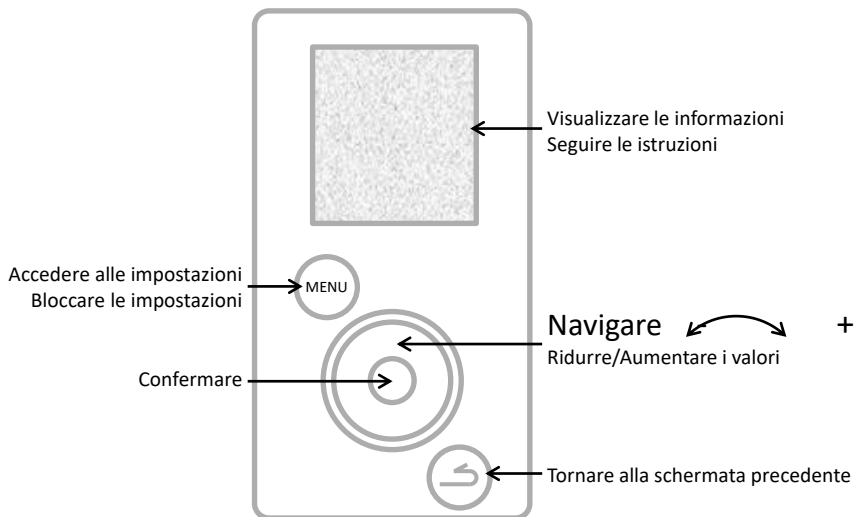 Visualizzare le informazioni
Seguire le istruzioni
Accedere alle impostazioni
Bloccare le impostazioni
MENU
Navigare +
Ridurre/Aumentare i valori
Confermare
Tornare alla schermata precedente